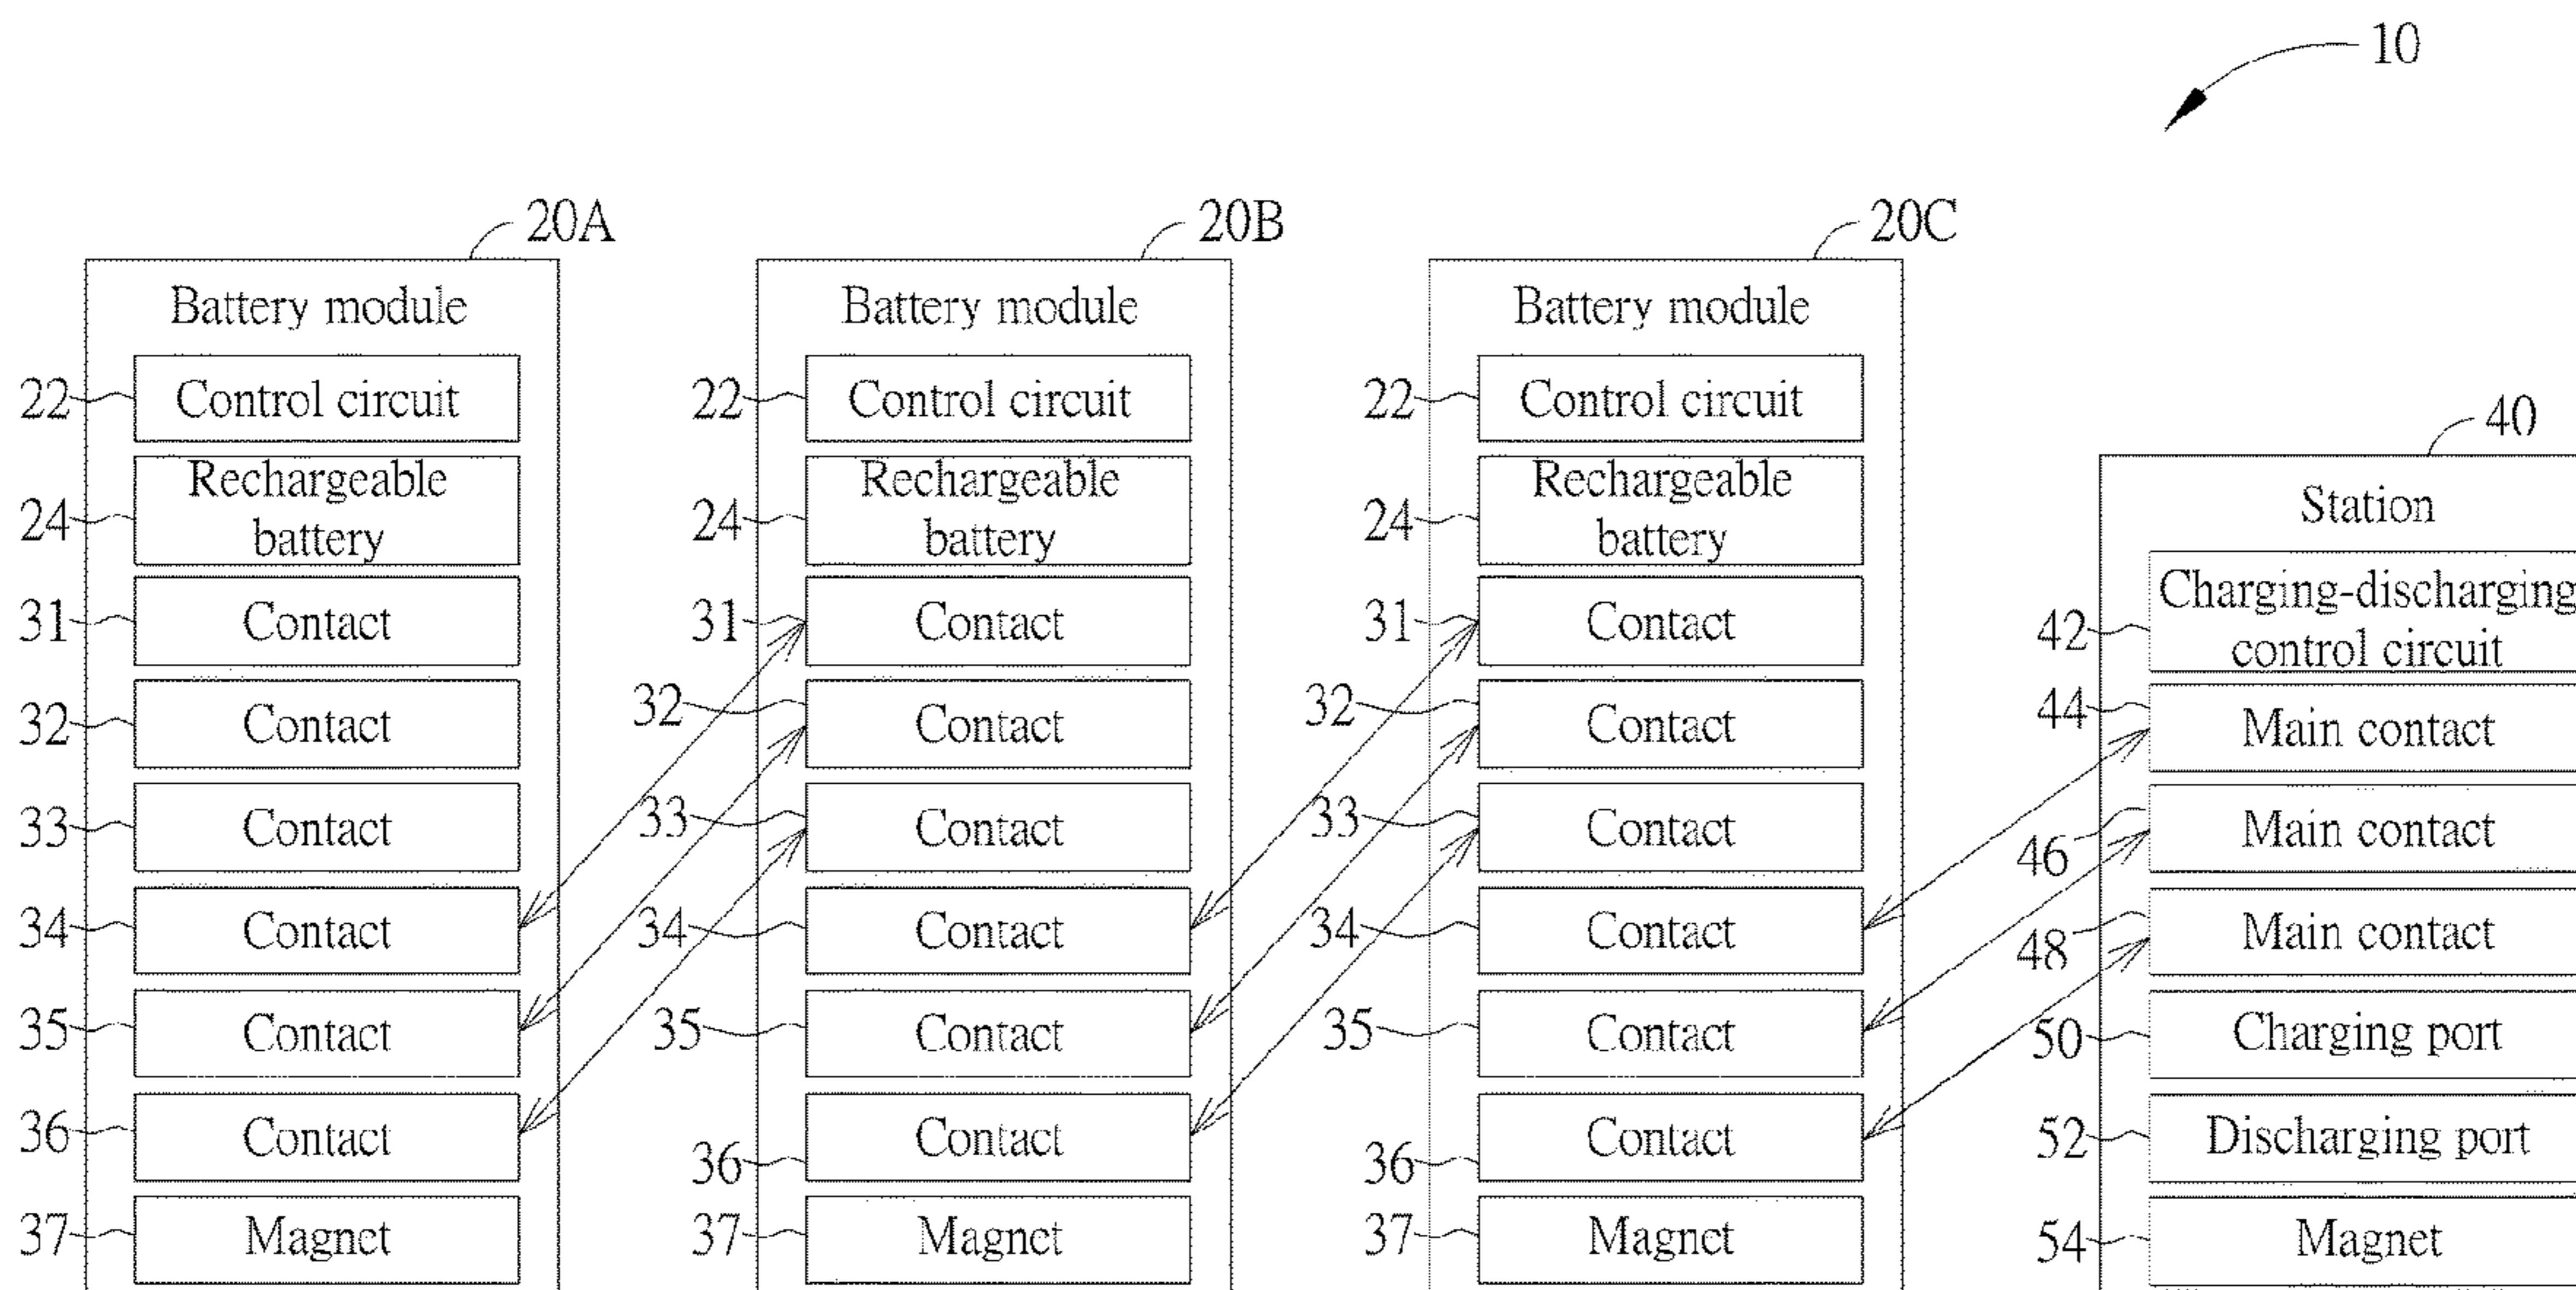 10
20A
Battery module
22 Control circuit
24 Rechargeable
battery
31 Contact
32 Contact
33 Contact
34 Contact
35 Contact
36 Contact
37 Magnet
20B
Battery module
22 Control circuit
24 Rechargeable
battery
31 Contact
32 Contact
33 Contact
34 Contact
35 Contact
36 Contact
37 Magnet
20C
Battery module
22 Control circuit
24 Rechargeable
battery
31 Contact
32 Contact
33 Contact
34 Contact
35 Contact
36 Contact
37 Magnet
40
Station
42 Charging-discharging
control circuit
44 Main contact
46 Main contact
48 Main contact
50 Charging port
52 Discharging port
54 Magnet